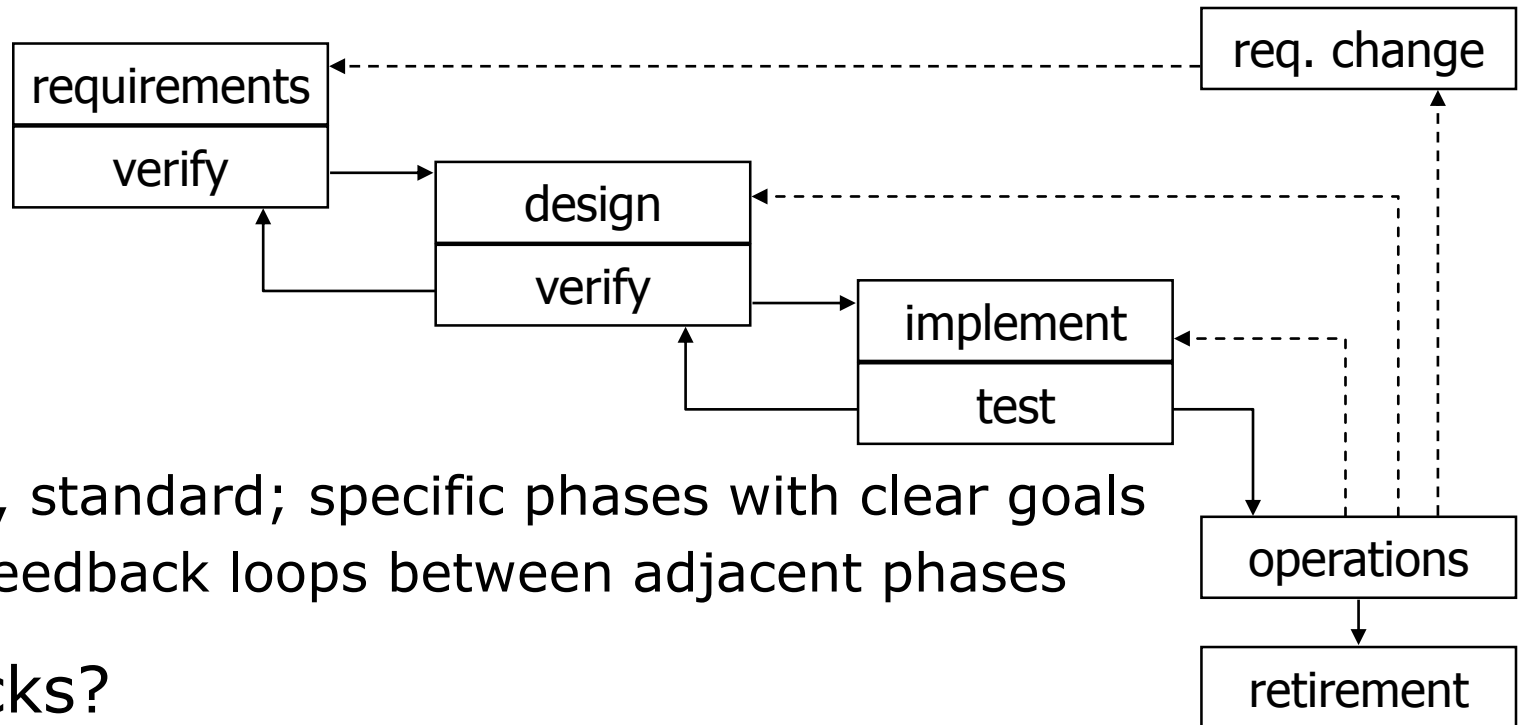 req. change
requirements
verify
design
verify
implement
test
, standard; specific phases with clear goals
feedback loops between adjacent phases
operations
cks?
retirement